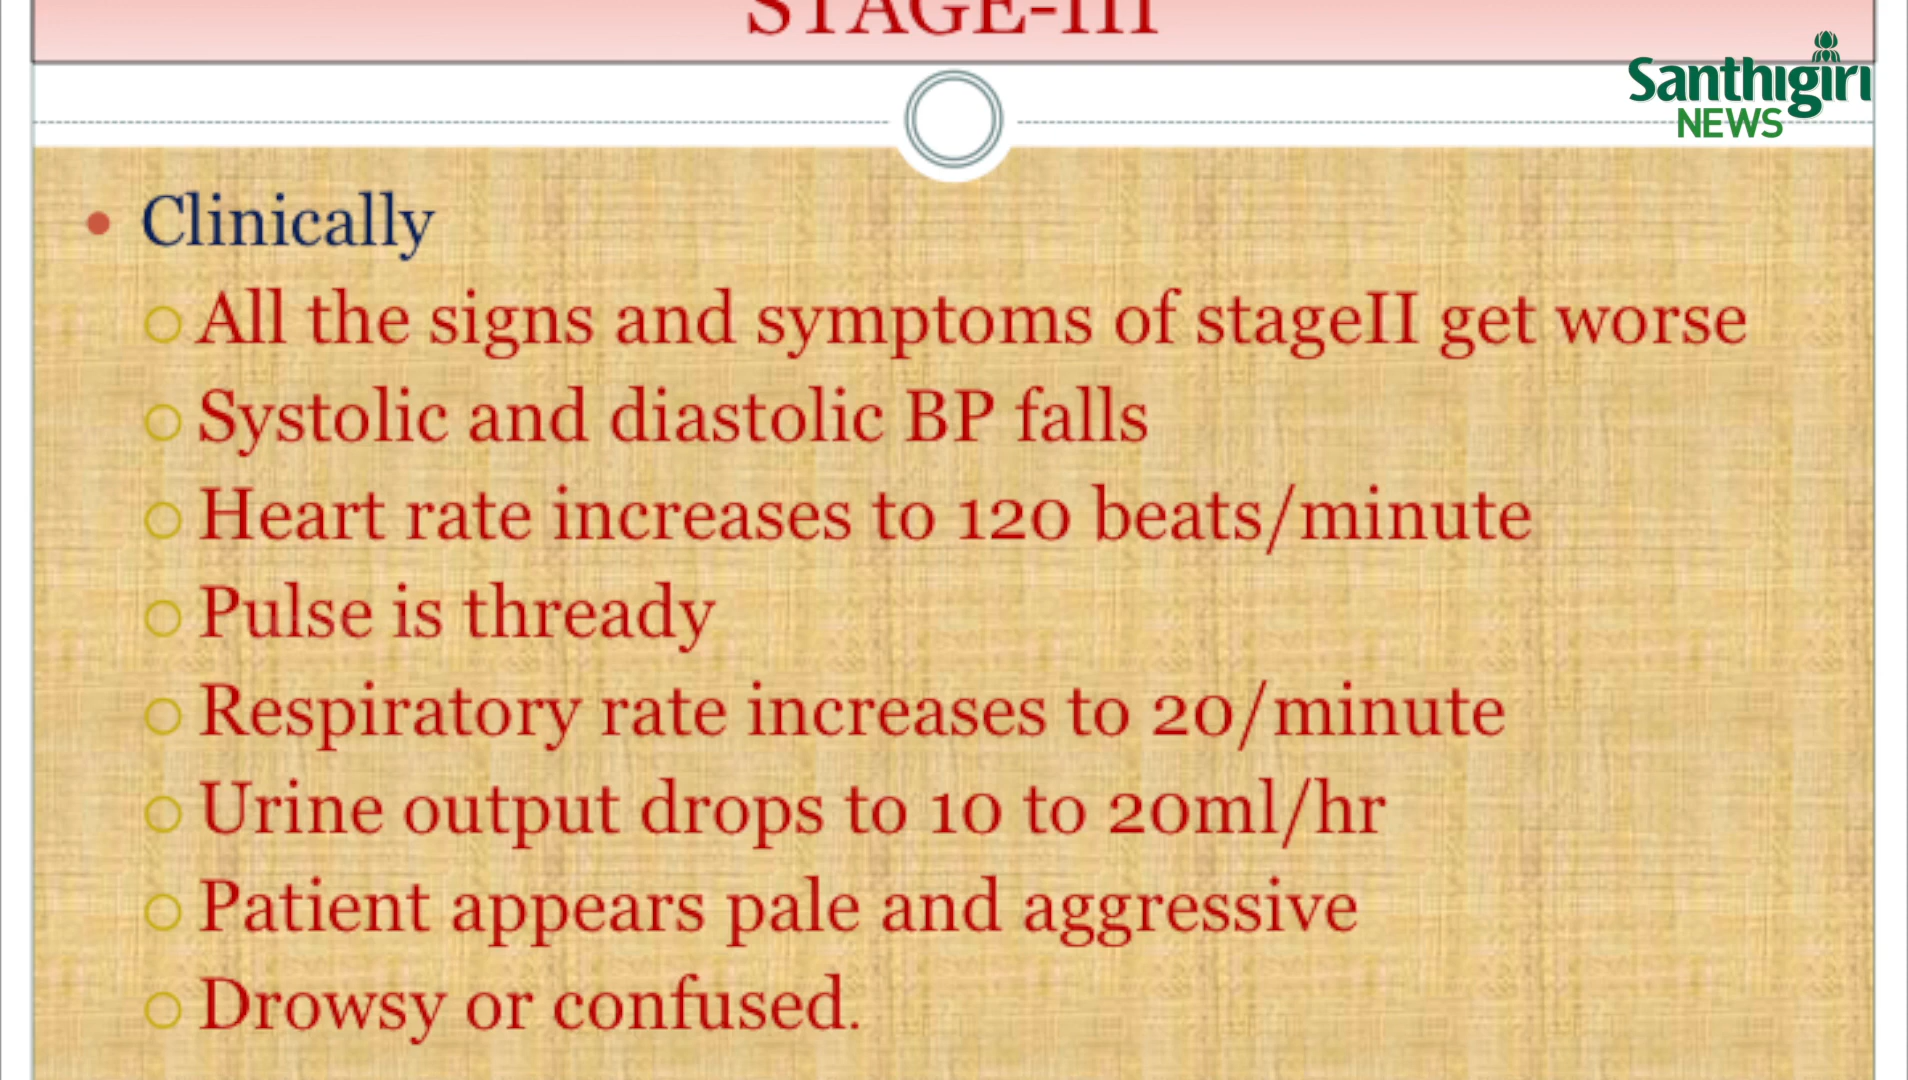 STAGE-III
Santhigiri
NEWS
Clinically
All the signs and symptoms of stageII get worse
Systolic and diastolic BP falls
Heart rate increases to 120 beats/minute
Pulse is thready
Respiratory rate increases to 20/minute
Urine output drops to 10 to 20ml/hr
Patient appears pale and aggressive
Drowsy or confused.